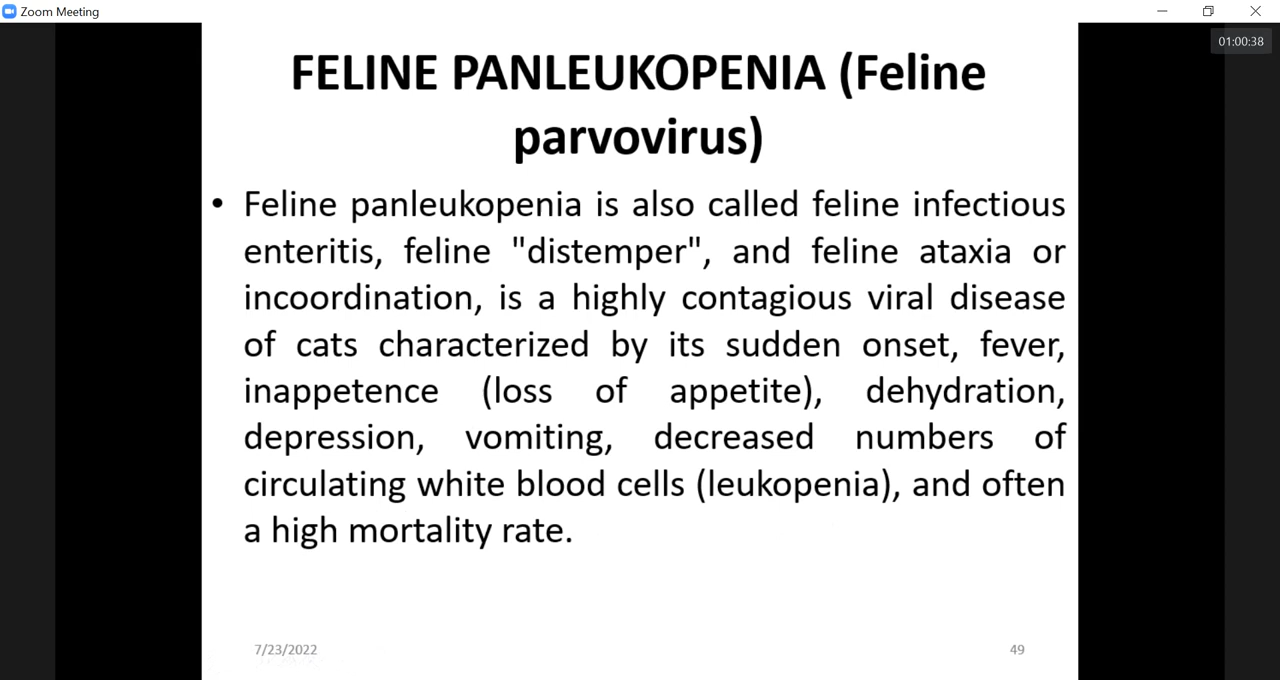 Zoom Meeting
01:00:38
FELINE PANLEUKOPENIA (Feline
parvovirus)
• Feline panleukopenia is also called feline infectious
enteritis, feline "distemper", and feline ataxia or
incoordination, is a highly contagious viral disease
of cats characterized by its sudden onset, fever,
inappetence (loss of appetite), dehydration,
depression, vomiting, decreased numbers of
circulating white blood cells (leukopenia), and often
a high mortality rate.
7/23/2022 49